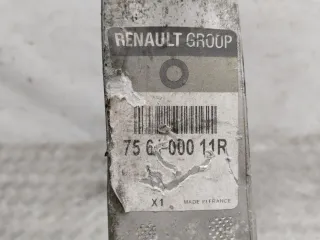 RENAULT GROUP
75 6 000 11R
X1 MADE IN FRANCE